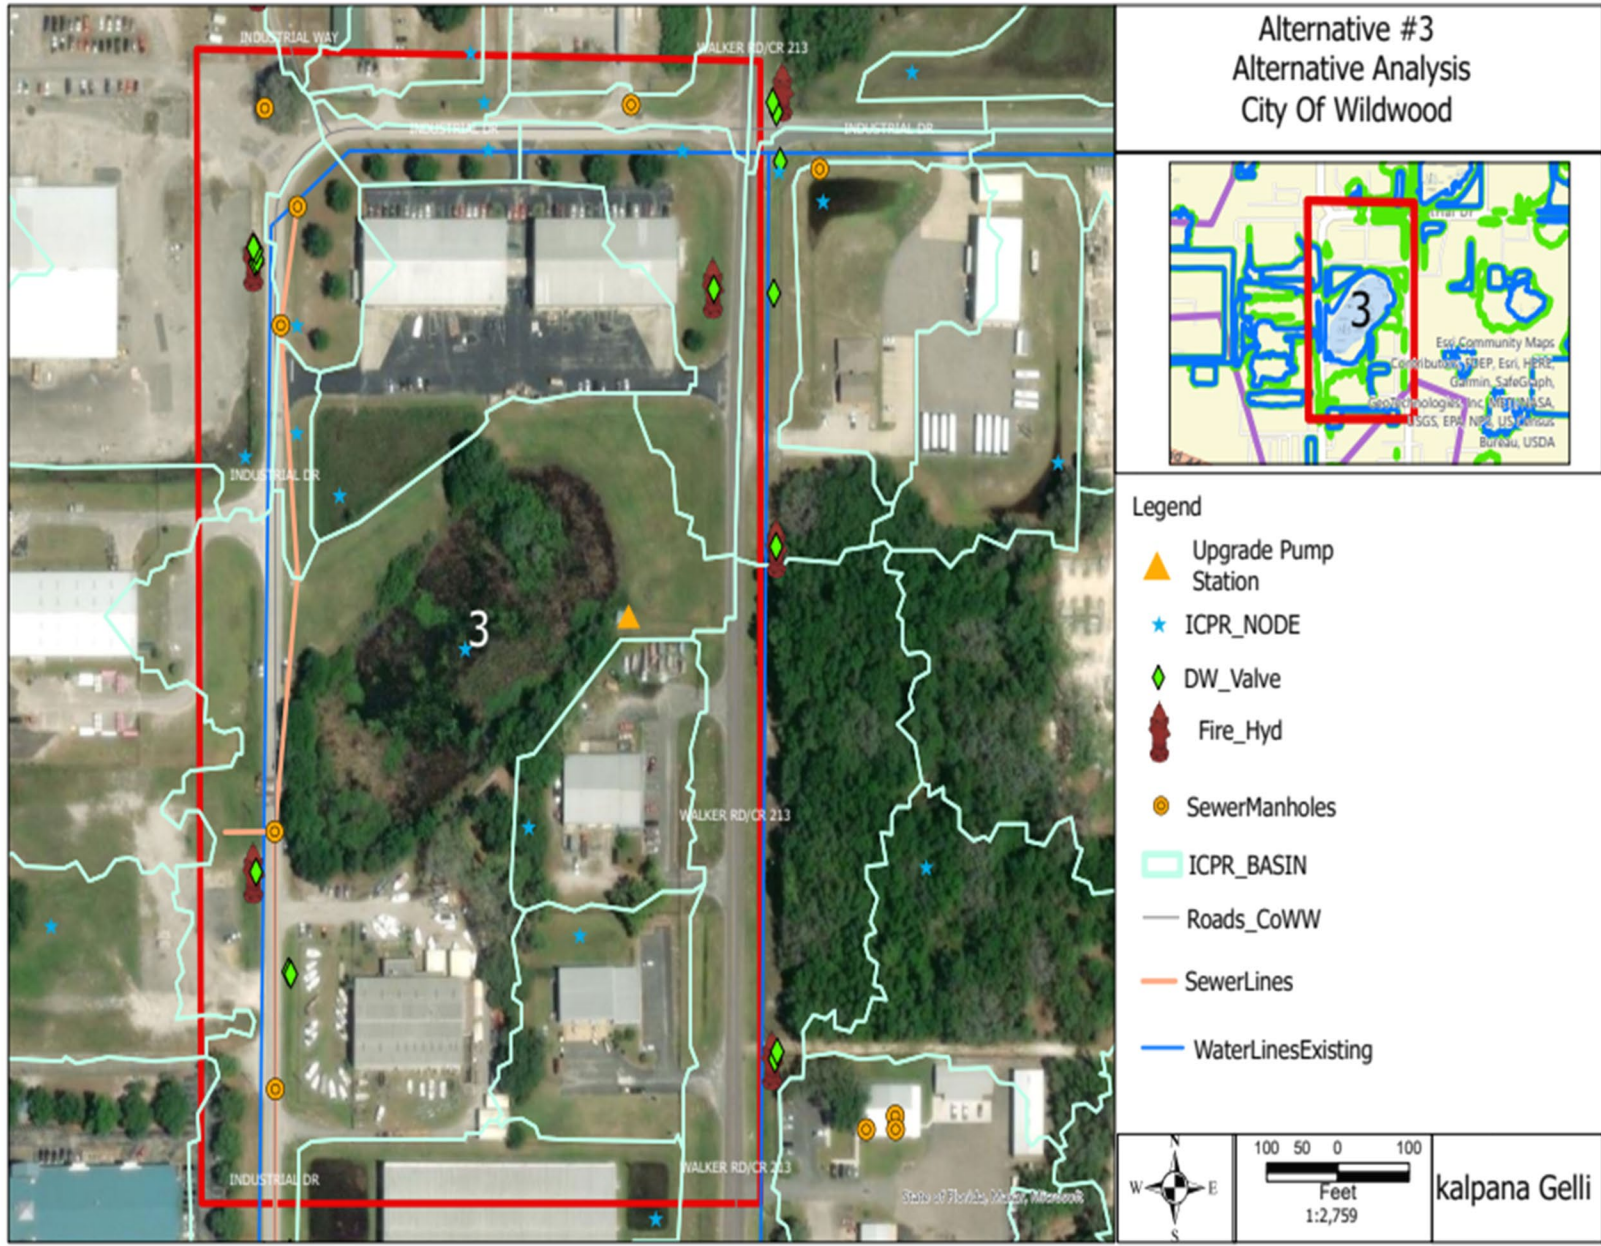 INDUSTRIAL WAY
WALKER RD/CR 213
INDUSTRIAL DR
INDUSTRIAL DR
INDUSTRIAL DR
3
WALKER RD/CR 213
INDUSTRIAL DR
WALKER RD/CR 213
State of Florida, Maxar, Microsoft
Alternative #3
Alternative Analysis
City Of Wildwood
trial Dr
3
Esri Community Maps
Contributors, FDEP, Esri, HERE,
Garmin, SafeGraph,
GeoTechnologies, Inc, METI/NASA,
USGS, EPA, NPS, US Census
Bureau, USDA
Legend
Upgrade Pump
Station
ICPR_NODE
DW_Valve
Fire_Hyd
SewerManholes
ICPR_BASIN
Roads_CoWW
SewerLines
WaterLinesExisting
N
W E
S
100 50 0 100
Feet
1:2,759
kalpana Gelli